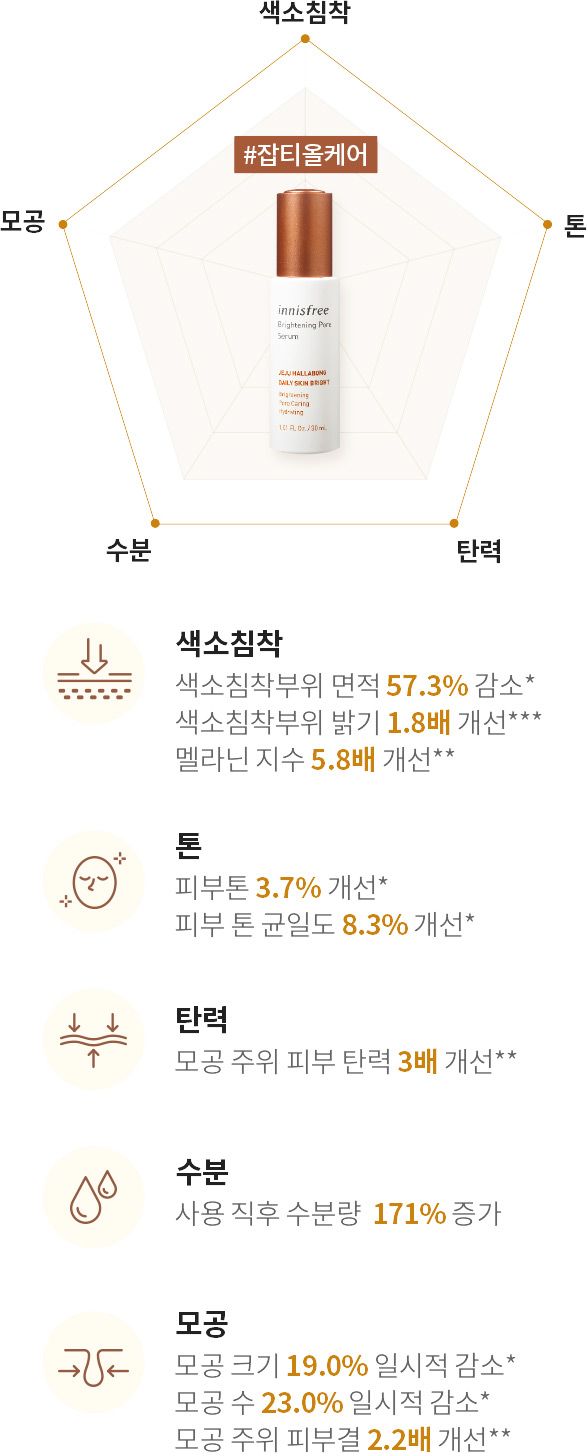 색소침착
#잡티올케어
모공
톤
innisfree
Brightening Pore
Serum
JEJU HALLABONG
DAILY SKIN BRIGHT
Brightening
Pore Caring
Hydrating
1.01 FL.Oz./30mL
수분
탄력
색소침착
색소침착부위 면적 57.3% 감소*
색소침착부위 밝기 1.8배 개선***
멜라닌 지수 5.8배 개선**
톤
피부톤 3.7% 개선*
피부 톤 균일도 8.3% 개선*
탄력
모공 주위 피부 탄력 3배 개선**
수분
사용 직후 수분량 171% 증가
모공
모공 크기 19.0% 일시적 감소*
모공 수 23.0% 일시적 감소*
모공 주위 피부결 2.2배 개선**